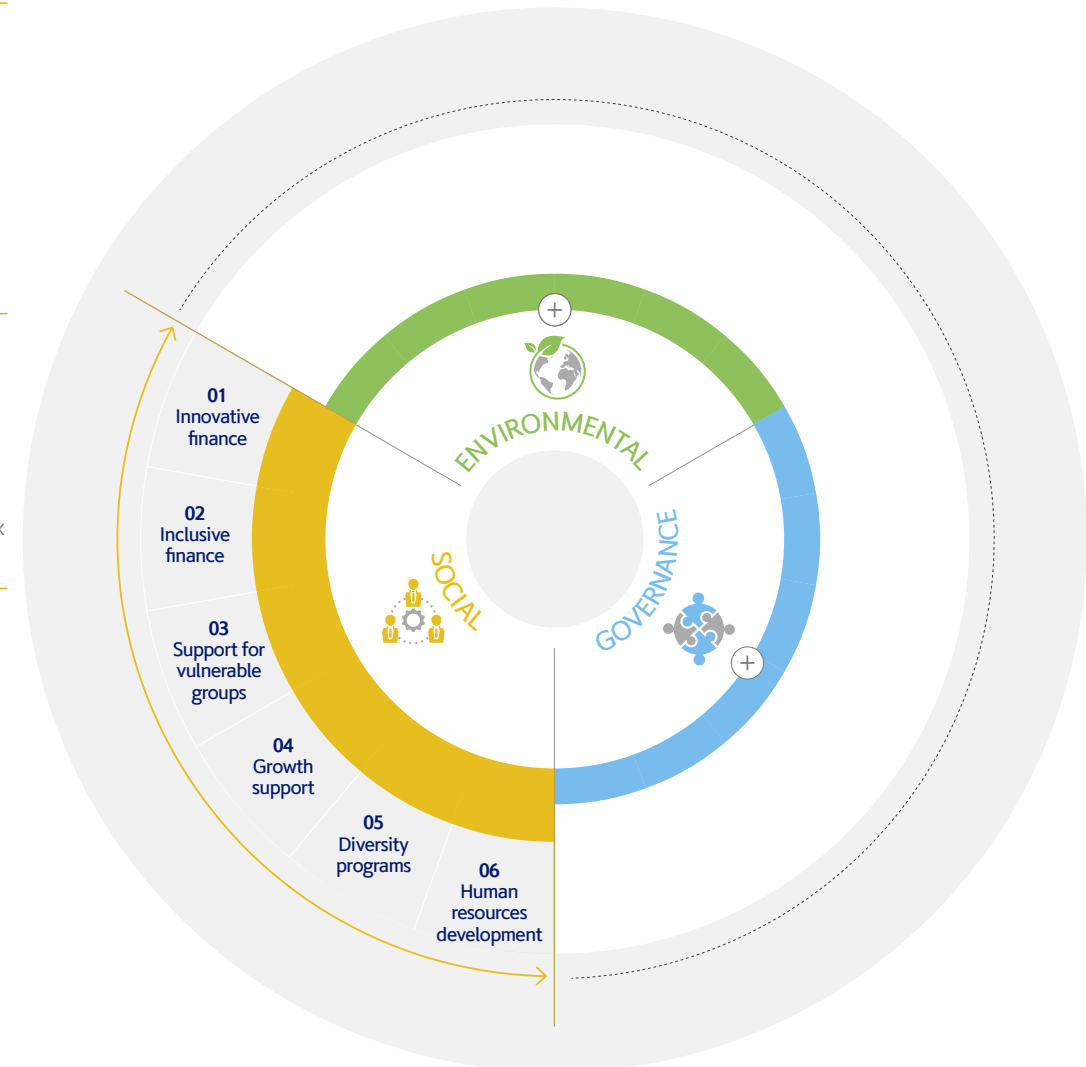 ENVIRONMENTAL
01
Innovative
finance
02
Inclusive
finance
03
Support for
vulnerable
groups
04
Growth
support
05
Diversity
programs
06
Human
resources
development
SOCIAL
GOVERNANCE